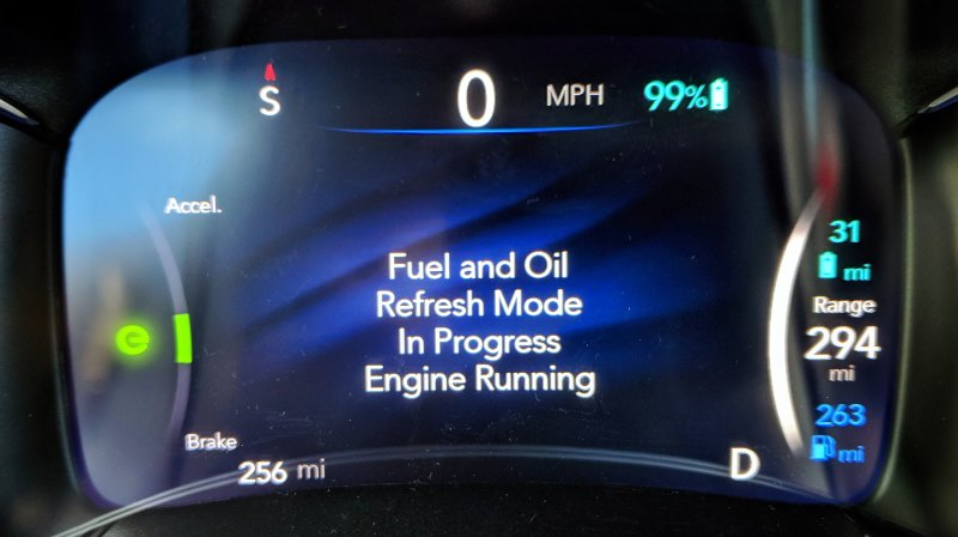 S 0 MPH 99%
Accel.
31
mi
Fuel and Oil
Refresh Mode
In Progress
Engine Running
Range
294
mi
263
mi
Brake
256 mi
D